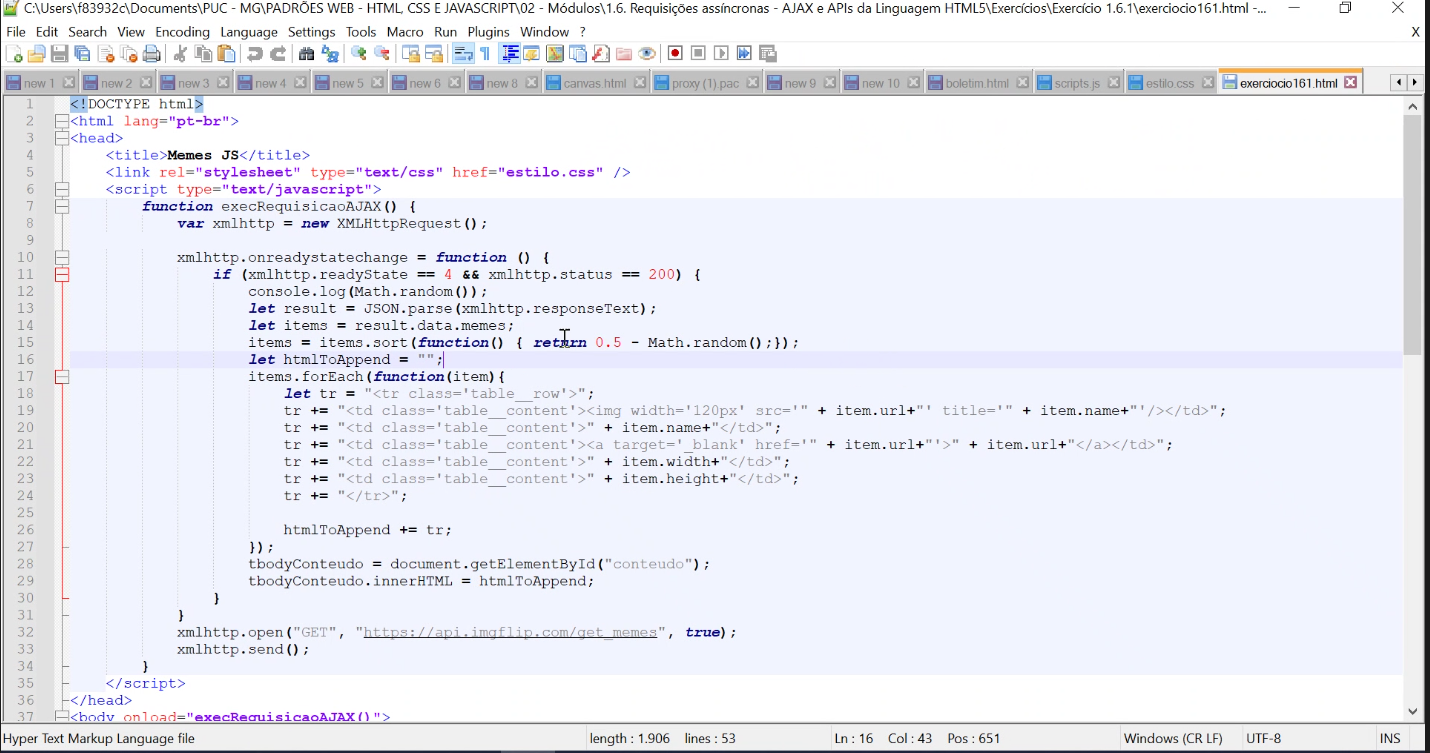 C:\Users\f83932c\Documents\PUC - MG\PADRÕES WEB - HTML, CSS E JAVASCRIPT\02 - Módulos\1.6. Requisições assíncronas - AJAX e APIs da Linguagem HTML5\Exercícios\Exercício 1.6.1\exerciocio161.html -...
File Edit Search View Encoding Language Settings Tools Macro Run Plugins Window ? X
new 1 new 2 new 3 new 4 new 5 new 6 new 8 canvas.html proxy (1).pac new 9 new 10 boletim.html scripts.js estilo.css exerciocio161.html
1 <!DOCTYPE html>
2 <html lang="pt-br">
3 <head>
4 <title>Memes JS</title>
5 <link rel="stylesheet" type="text/css" href="estilo.css" />
6 <script type="text/javascript">
7 function execRequisicaoAJAX() {
8 var xmlhttp = new XMLHttpRequest();
9
10 xmlhttp.onreadystatechange = function () {
11 if (xmlhttp.readyState == 4 && xmlhttp.status == 200) {
12 console.log(Math.random());
13 let result = JSON.parse(xmlhttp.responseText);
14 let items = result.data.memes;
15 items = items.sort(function() { return 0.5 - Math.random();});
16 let htmlToAppend = "";
17 items.forEach(function(item){
18 let tr = "<tr class='table__row'>";
19 tr += "<td class='table__content'><img width='120px' src='" + item.url+"' title='" + item.name+"'/></td>";
20 tr += "<td class='table__content'>" + item.name+"</td>";
21 tr += "<td class='table__content'><a target='_blank' href='" + item.url+"'>" + item.url+"</a></td>";
22 tr += "<td class='table__content'>" + item.width+"</td>";
23 tr += "<td class='table__content'>" + item.height+"</td>";
24 tr += "</tr>";
25
26 htmlToAppend += tr;
27 });
28 tbodyConteudo = document.getElementById("conteudo");
29 tbodyConteudo.innerHTML = htmlToAppend;
30 }
31 }
32 xmlhttp.open("GET", "https://api.imgflip.com/get_memes", true);
33 xmlhttp.send();
34 }
35 </script>
36 </head>
37 <body onload="execRequisicaoAJAX()">
Hyper Text Markup Language file length : 1.906 lines : 53 Ln : 16 Col : 43 Pos : 651 Windows (CR LF) UTF-8 INS